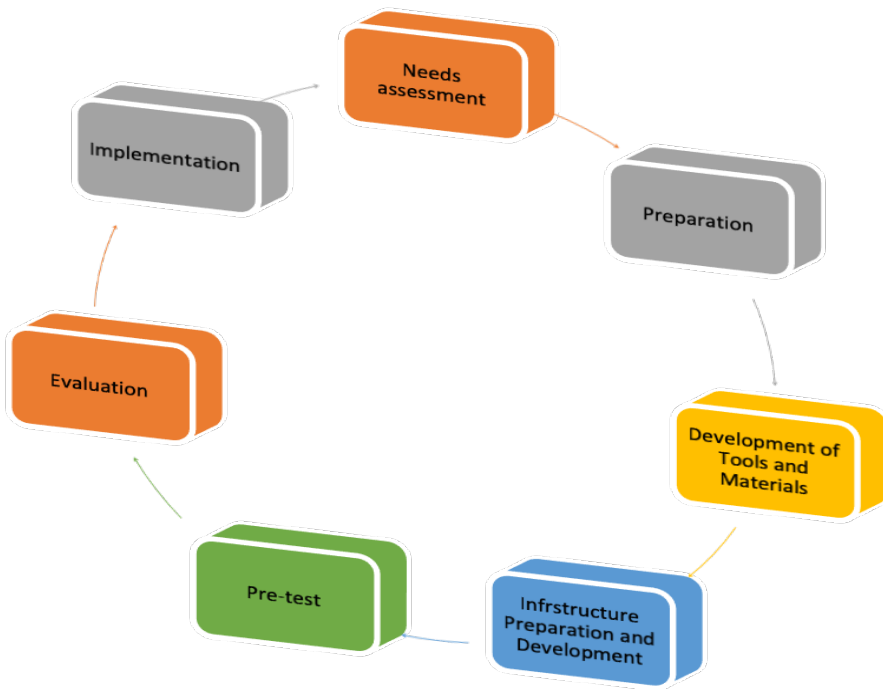 Needs
assessment
Preparation
Development of
Tools and
Materials
Infrstructure
Preparation and
Development
Pre-test
Evaluation
Implementation